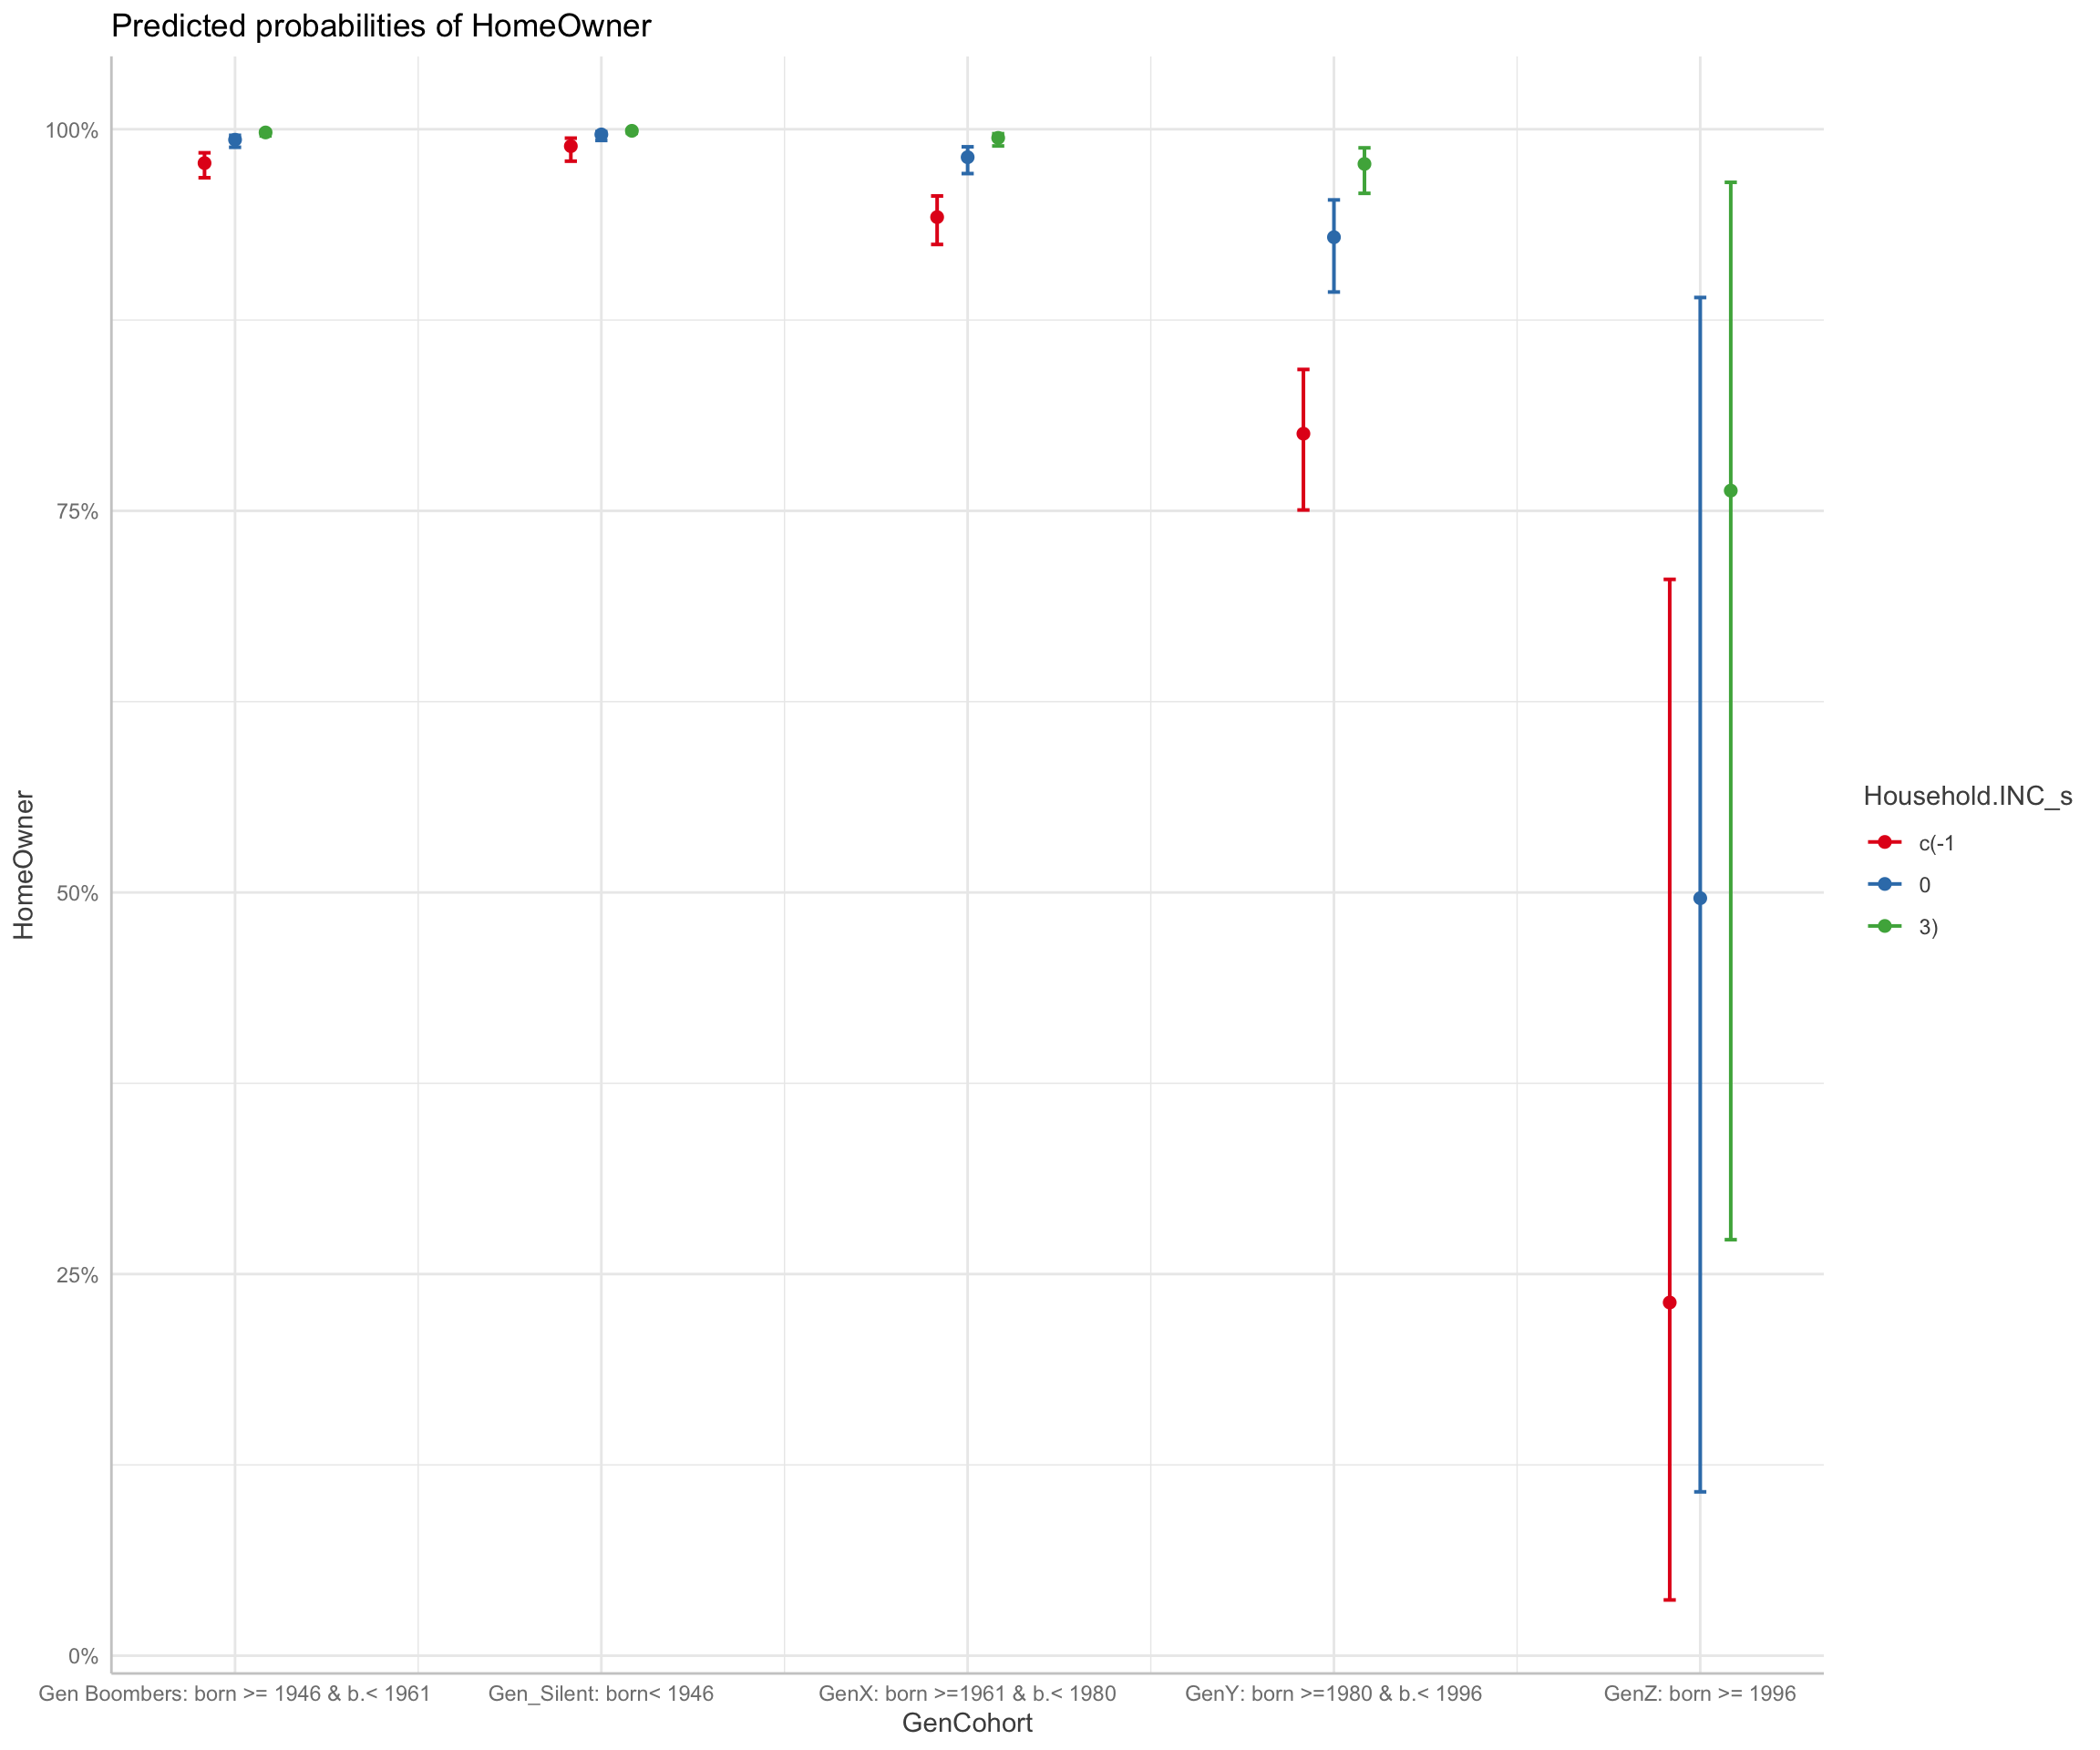 Predicted probabilities of HomeOwner
100%
75%
50%
25%
0%
HomeOwner
Gen Boombers: born >= 1946 & b.< 1961
Gen_Silent: born< 1946
GenX: born >=1961 & b.< 1980
GenY: born >=1980 & b.< 1996
GenZ: born >= 1996
GenCohort
Household.INC_s
c(-1
0
3)